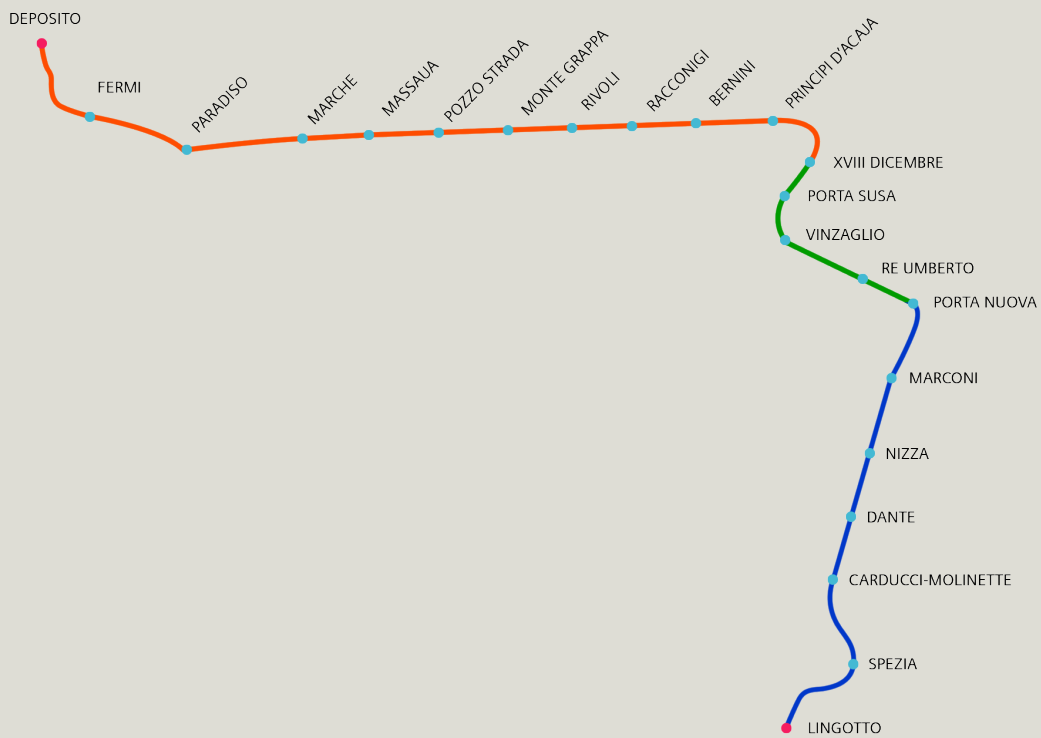 DEPOSITO
FERMI
PARADISO
MARCHE
MASSAUA
POZZO STRADA
MONTE GRAPPA
RIVOLI
RACCONIGI
BERNINI
PRINCIPI D'ACAJA
XVIII DICEMBRE
PORTA SUSA
VINZAGLIO
RE UMBERTO
PORTA NUOVA
MARCONI
NIZZA
DANTE
CARDUCCI-MOLINETTE
SPEZIA
LINGOTTO